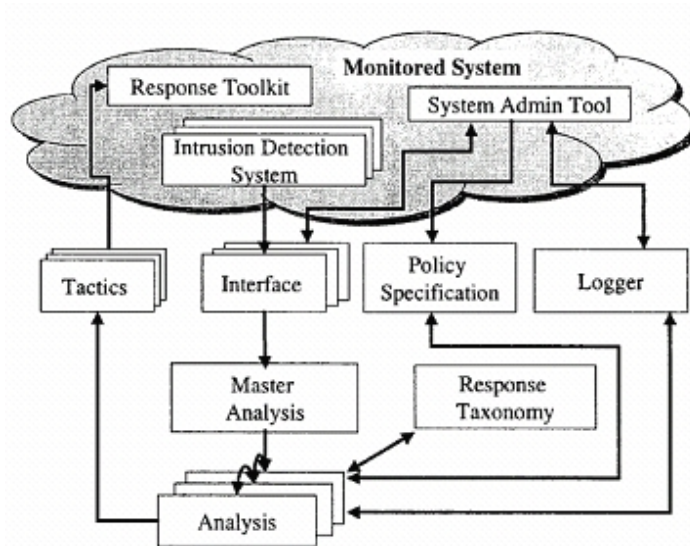 Monitored System
Response Toolkit
System Admin Tool
Intrusion Detection
System
Tactics
Interface
Policy
Specification
Logger
Master
Analysis
Response
Taxonomy
Analysis